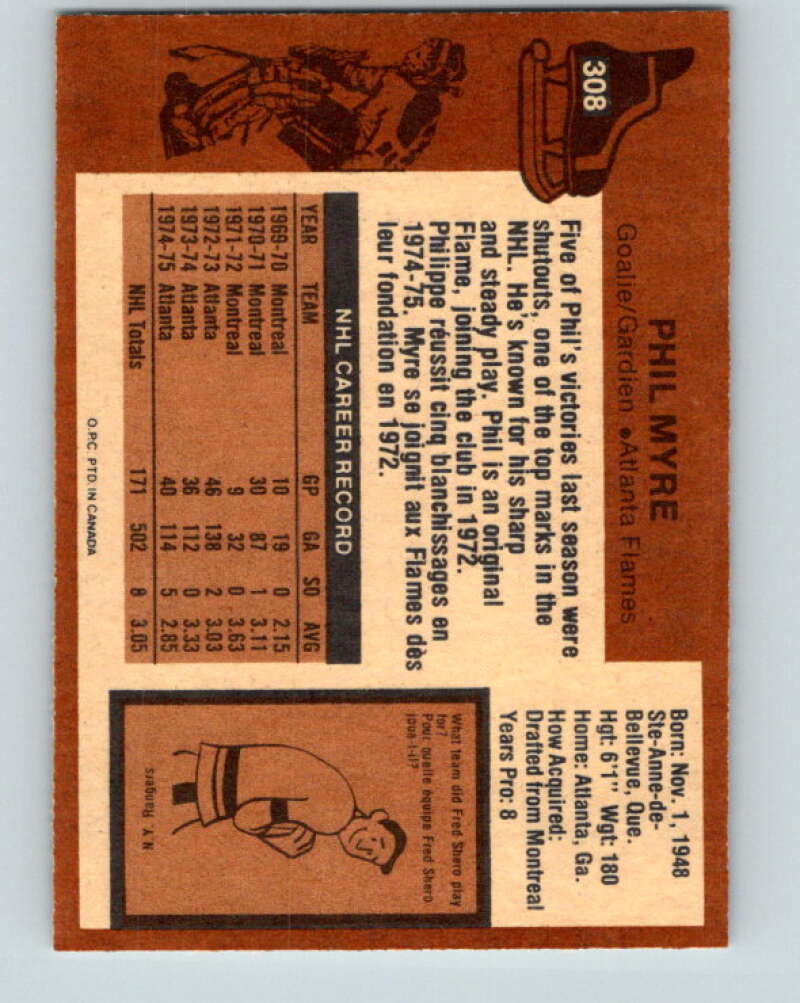 308
PHIL MYRE
Goalie/Gardien • Atlanta Flames
Five of Phil's victories last season were
shutouts, one of the top marks in the
NHL. He's known for his sharp
and steady play. Phil is an original
Flame, joining the club in 1972.
Philippe réussit cinq blanchissages en
1974-75. Myre se joignit aux Flames dès
leur fondation en 1972.
Born: Nov. 1, 1948
Ste-Anne-de-
Bellevue, Que.
Hgt: 6'1" Wgt: 180
Home: Atlanta, Ga.
How Acquired:
Drafted from Montreal
Years Pro: 8
NHL CAREER RECORD
YEAR TEAM GP GA SO AVG
1969-70 Montreal 10 19 0 2.15
1970-71 Montreal 30 87 1 3.11
1971-72 Montreal 9 32 0 3.63
1972-73 Atlanta 46 138 2 3.03
1973-74 Atlanta 36 112 0 3.33
1974-75 Atlanta 40 114 5 2.85
NHL Totals 171 502 8 3.05
What team did Fred Shero play
for?
Pour quelle équipe Fred Shero
joua-t-il?
N.Y. Rangers
O.P.C. PTD. IN CANADA